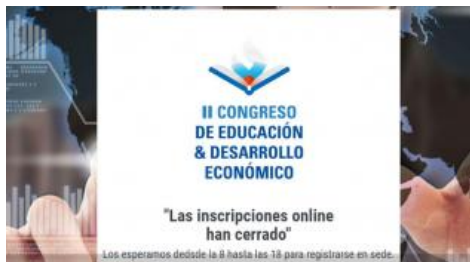 II CONGRESO
DE EDUCACIÓN
& DESARROLLO
ECONÓMICO
"Las inscripciones online
han cerrado"
Los esperamos dedsde la 8 hasta las 18 para registrarse en sede.